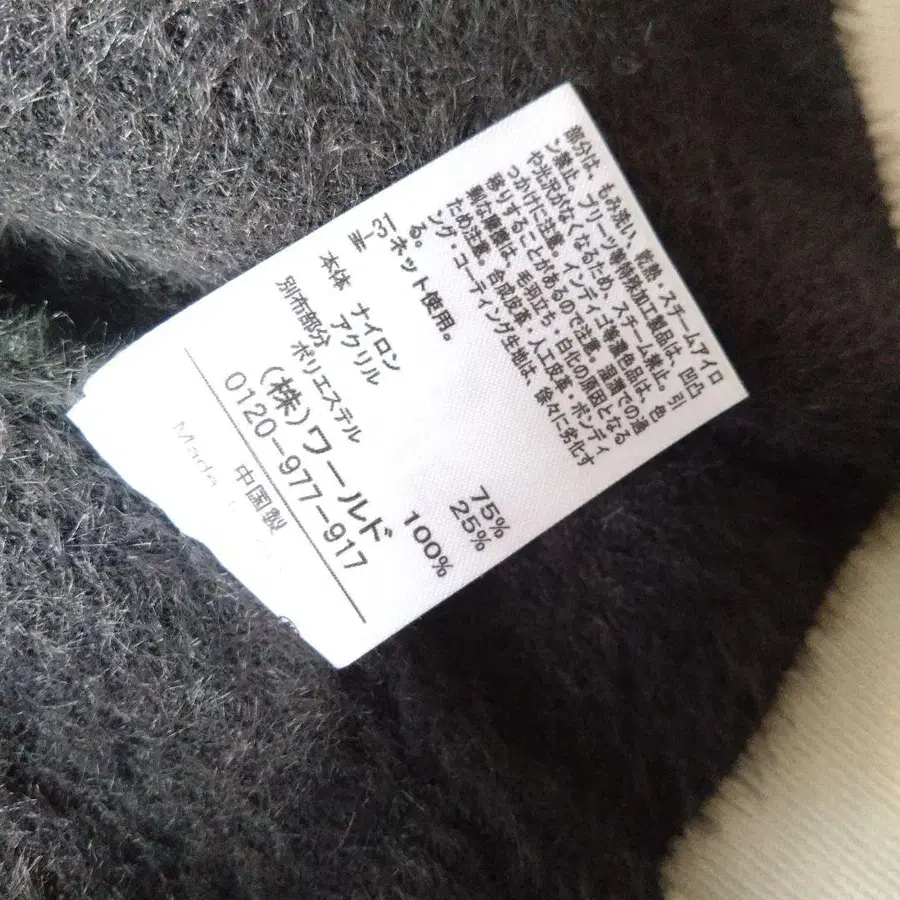 部分は、もみ洗い、乾熱・スチームアイロ
ン禁止。プリーツ等特殊加工製品は、凹凸
や光沢がなくなるため、スチーム禁止。引
つかけに注意。インディゴ等濃色品は、色
移りすることがあるので注意。湿潤での過
剰な摩擦は、毛羽立ち・白化の原因となる
ため注意。合成皮革・人工皮革・ボンディ
ング・コーティング生地は、徐々に劣化す
る。
ネット使用。
本体 ナイロン 75%
アクリル 25%
別布部分 ポリエステル 100%
(株)ワールド
0120-977-917
中国製
Made